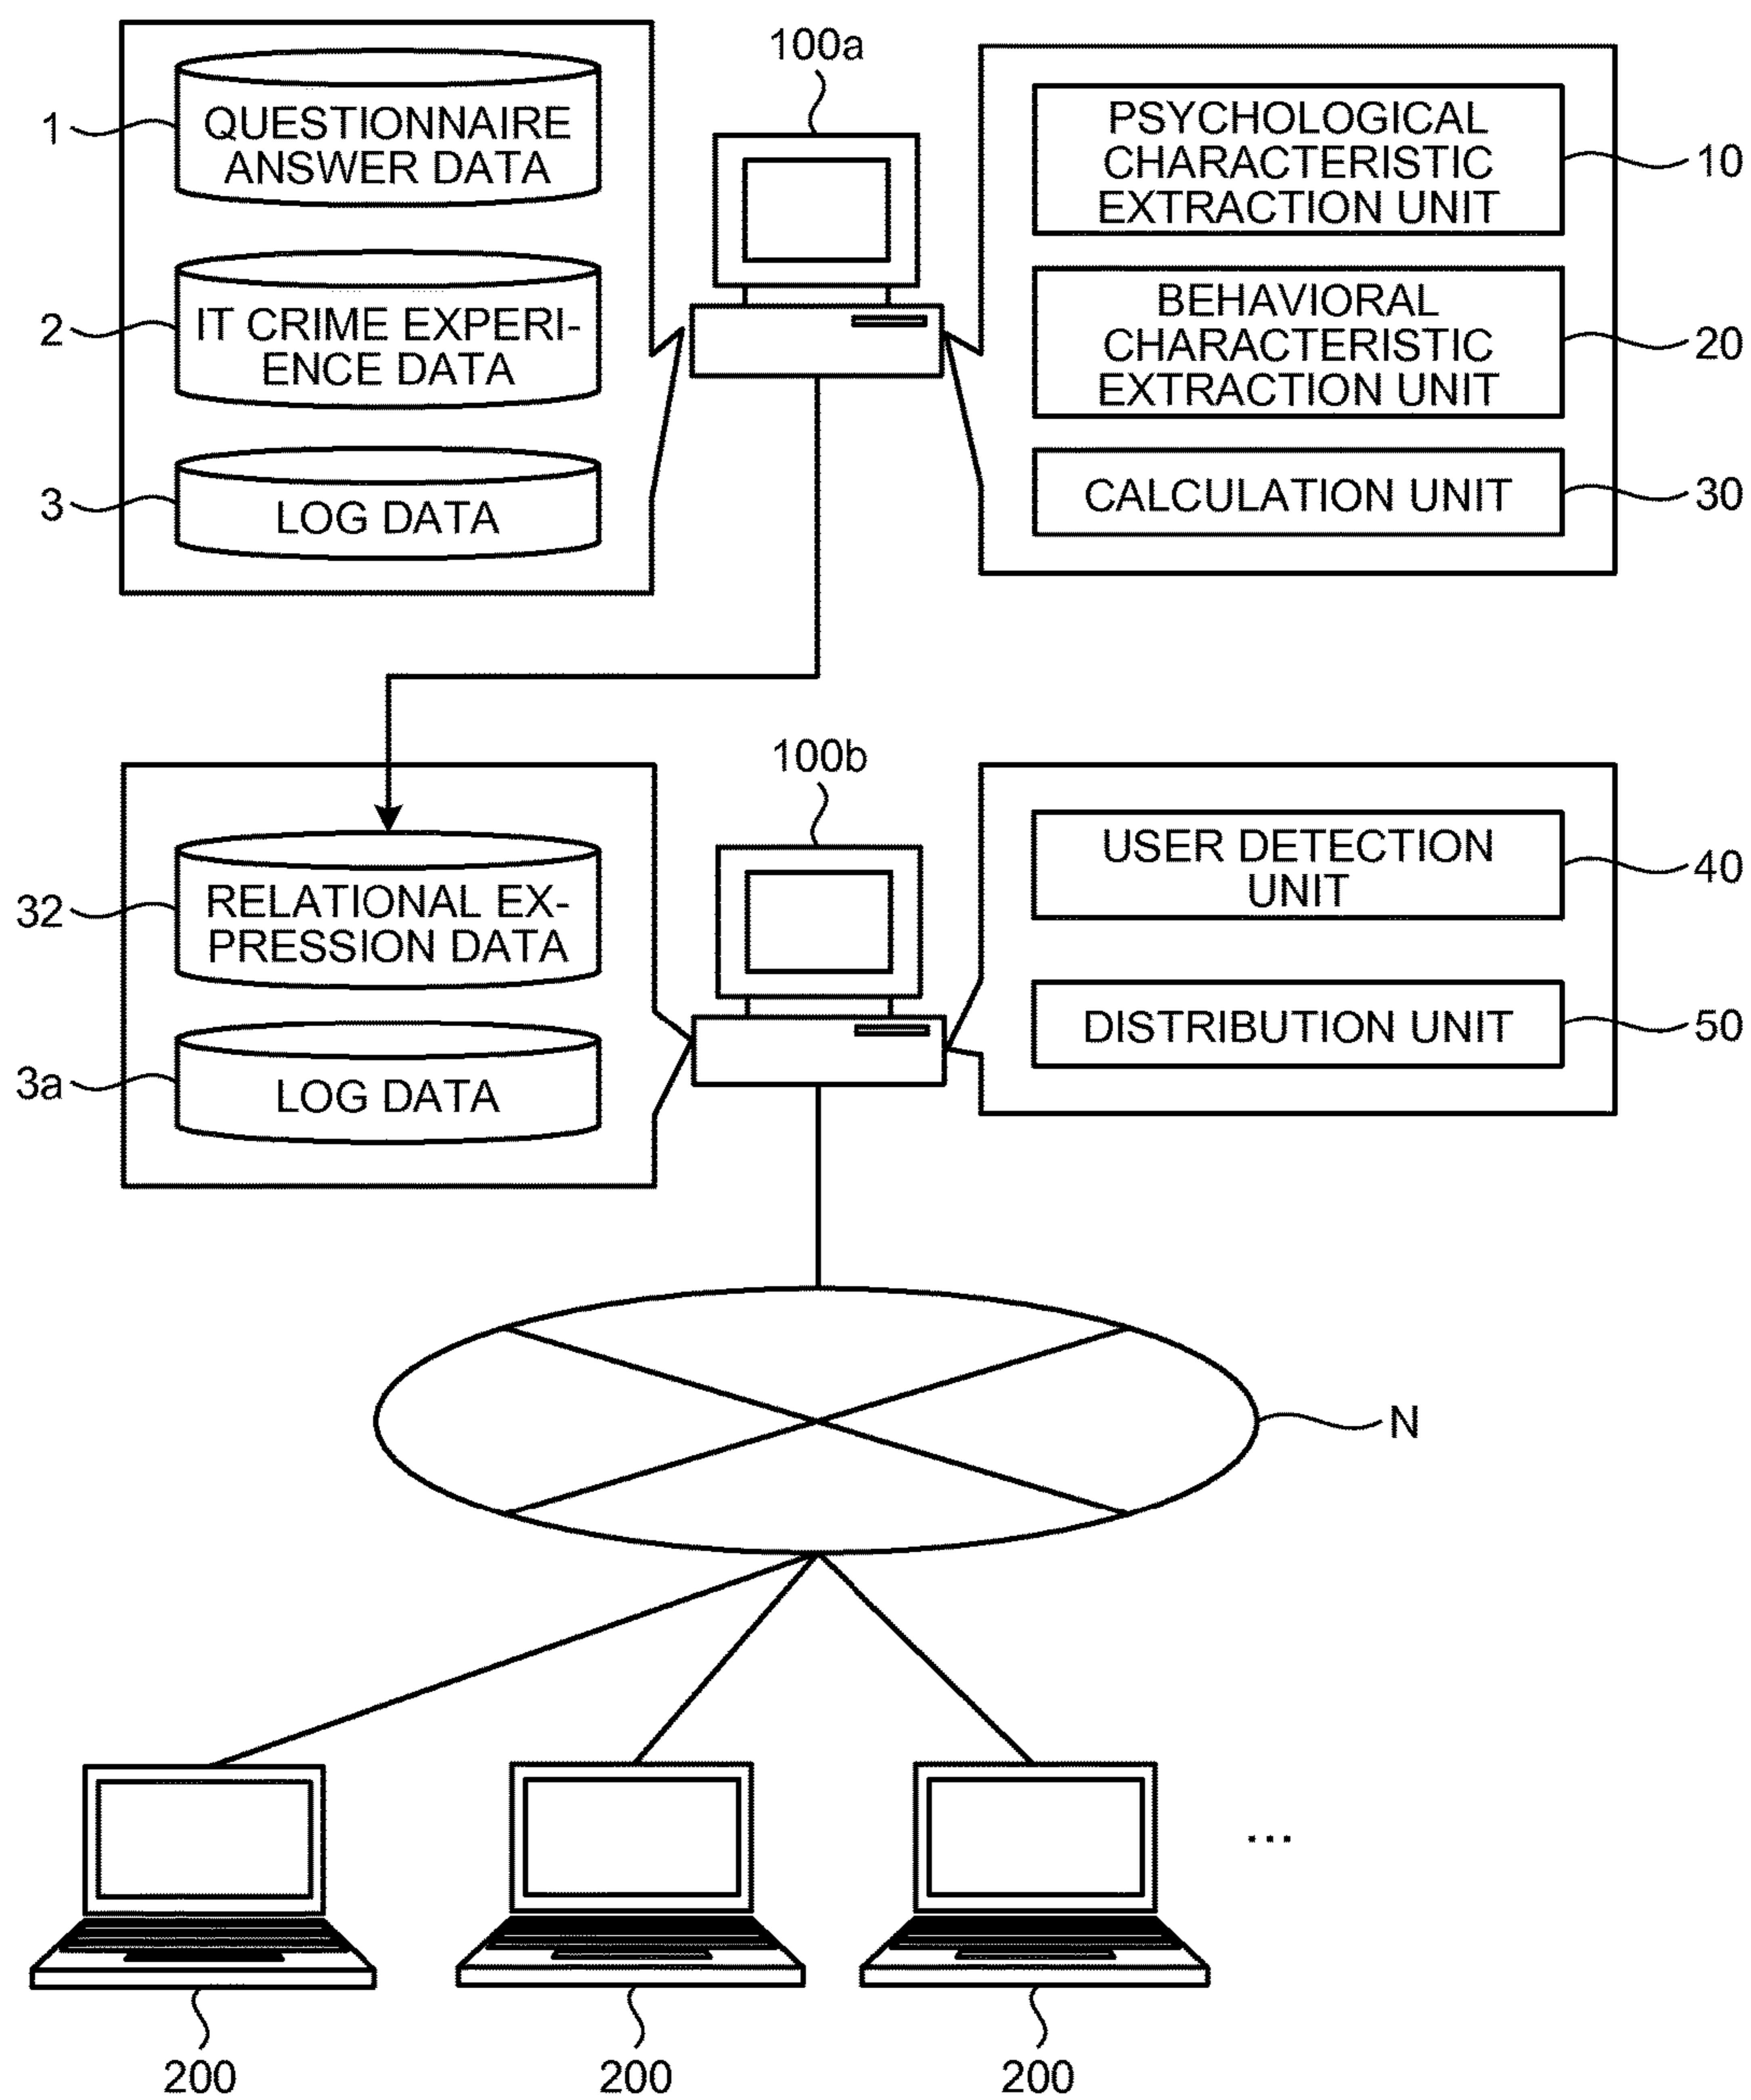 100a
1
QUESTIONNAIRE
ANSWER DATA
2
IT CRIME EXPERI-
ENCE DATA
3
LOG DATA
PSYCHOLOGICAL
CHARACTERISTIC
EXTRACTION UNIT
10
BEHAVIORAL
CHARACTERISTIC
EXTRACTION UNIT
20
CALCULATION UNIT
30
100b
32
RELATIONAL EX-
PRESSION DATA
3a
LOG DATA
USER DETECTION
UNIT
40
DISTRIBUTION UNIT
50
N
...
200
200
200